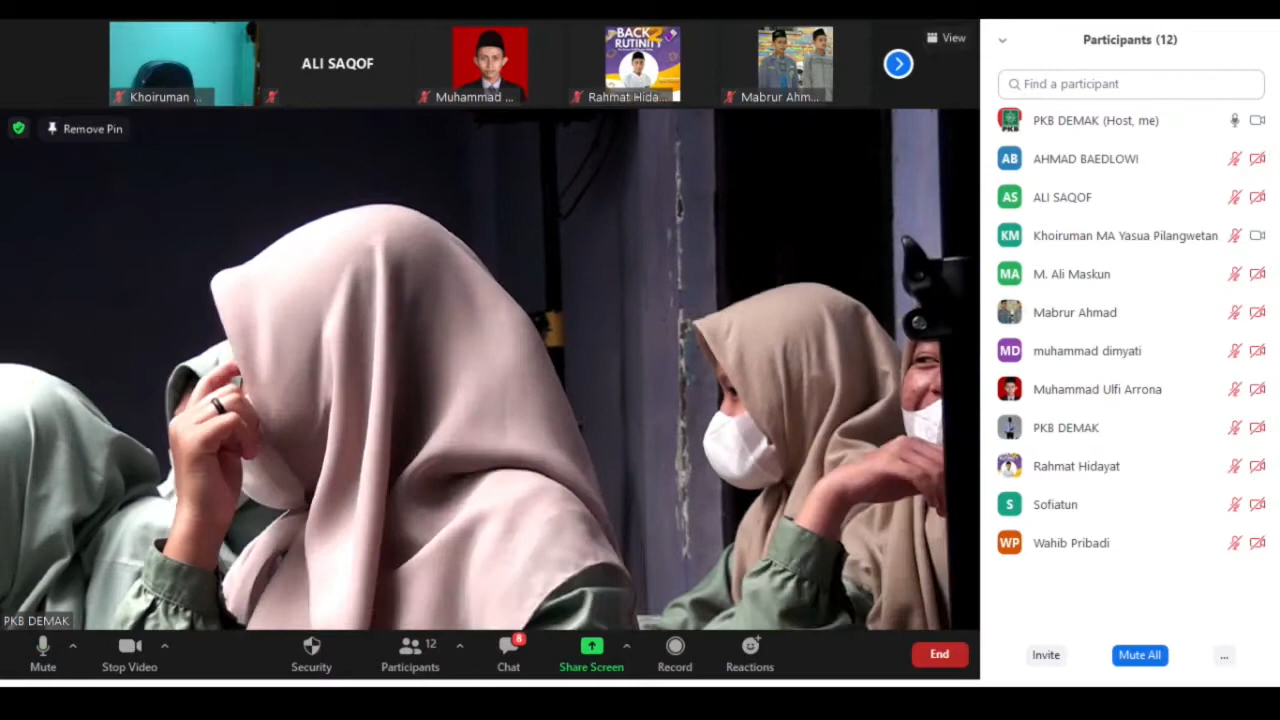 View
BACK 2
RUTINITY
ALI SAQOF
Khoiruman ...
Muhammad ...
Rahmat Hida...
Mabrur Ahm...
Remove Pin
PKB DEMAK
Mute
Stop Video
Security
12
Participants
8
Chat
Share Screen
Record
Reactions
End
Participants (12)
Find a participant
PKB
PKB DEMAK (Host, me)
AB AHMAD BAEDLOWI
AS ALI SAQOF
KM Khoiruman MA Yasua Pilangwetan
MA M. Ali Maskun
Mabrur Ahmad
MD muhammad dimyati
Muhammad Ulfi Arrona
PKB DEMAK
Rahmat Hidayat
S Sofiatun
WP Wahib Pribadi
Invite
Mute All
...